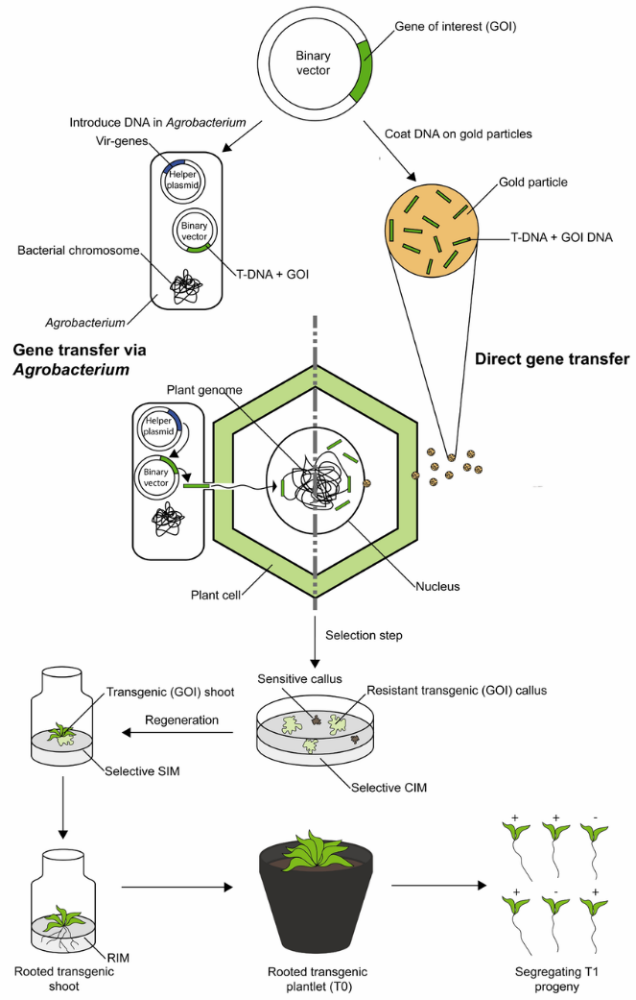 Gene of interest (GOI)
Binary
vector
Introduce DNA in Agrobacterium
Vir-genes
Coat DNA on gold particles
Helper
plasmid
Gold particle
Binary
vector
T-DNA + GOI DNA
Bacterial chromosome
T-DNA + GOI
Agrobacterium
Gene transfer via
Agrobacterium
Direct gene transfer
Plant genome
Helper
plasmid
Binary
vector
Nucleus
Plant cell
Selection step
Sensitive callus
Resistant transgenic (GOI) callus
Transgenic (GOI) shoot
Regeneration
Selective SIM
Selective CIM
+ + -
+ - +
RIM
Rooted transgenic
shoot
Rooted transgenic
plantlet (T0)
Segregating T1
progeny